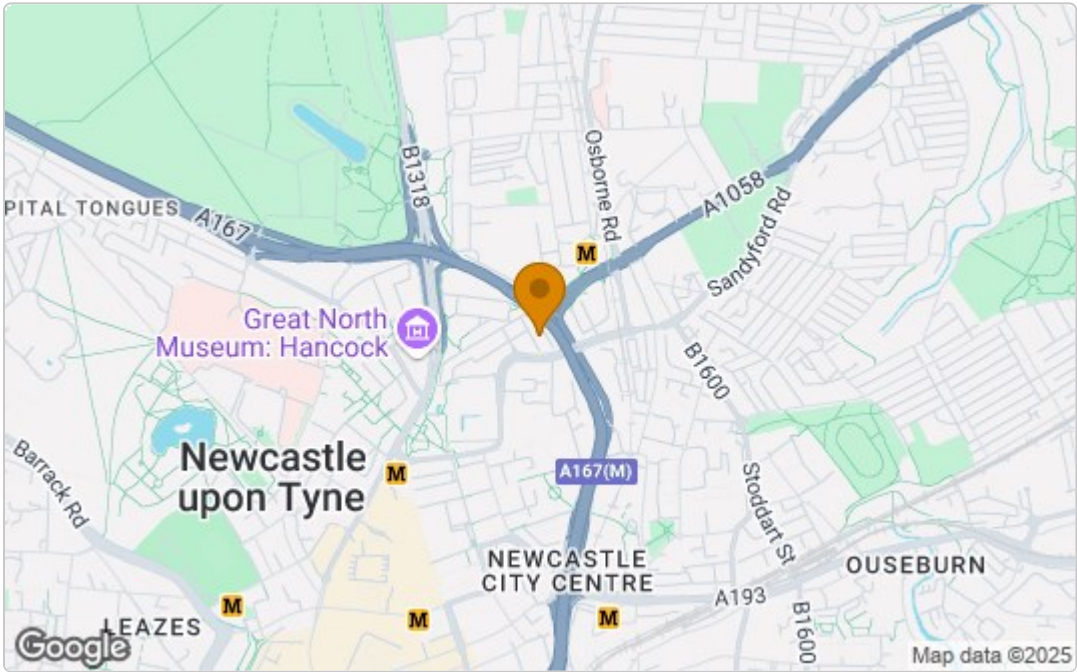 Osborne Rd
B1318
A1058
PITAL TONGUES
A167
Sandyford Rd
M
Great North
Museum: Hancock
B1600
Barrack Rd
Newcastle
upon Tyne
M
A167(M)
Stoddart St
NEWCASTLE
CITY CENTRE
OUSEBURN
A193
M
LEAZES
M
M
B1600
Google
Map data ©2025